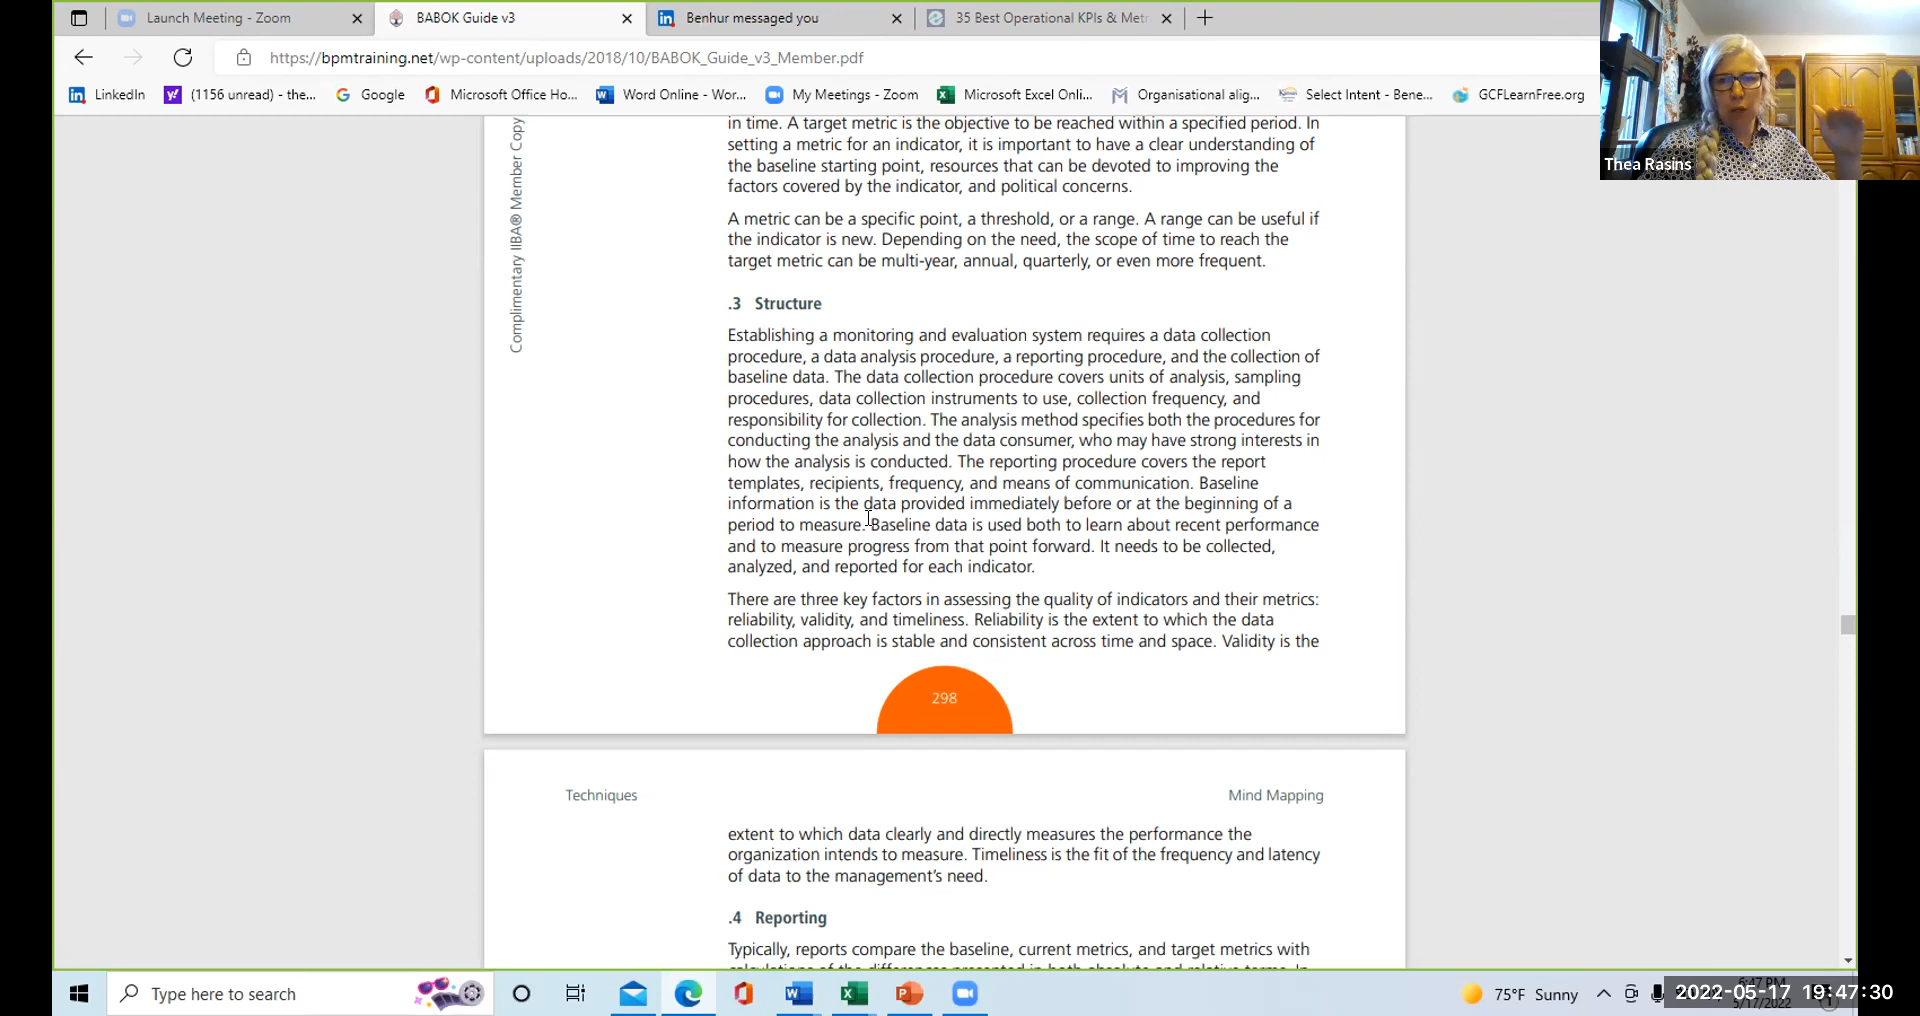 Launch Meeting - Zoom
BABOK Guide v3
Benhur messaged you
35 Best Operational KPIs & Met
https://bpmtraining.net/wp-content/uploads/2018/10/BABOK_Guide_v3_Member.pdf
LinkedIn
(1156 unread) - the...
Google
Microsoft Office Ho...
Word Online - Wor...
My Meetings - Zoom
Microsoft Excel Onli...
Organisational alig...
Select Intent - Bene...
GCFLearnFree.org
Thea Rasins
Complimentary IIBA® Member Copy
in time. A target metric is the objective to be reached within a specified period. In
setting a metric for an indicator, it is important to have a clear understanding of
the baseline starting point, resources that can be devoted to improving the
factors covered by the indicator, and political concerns.
A metric can be a specific point, a threshold, or a range. A range can be useful if
the indicator is new. Depending on the need, the scope of time to reach the
target metric can be multi-year, annual, quarterly, or even more frequent.
.3 Structure
Establishing a monitoring and evaluation system requires a data collection
procedure, a data analysis procedure, a reporting procedure, and the collection of
baseline data. The data collection procedure covers units of analysis, sampling
procedures, data collection instruments to use, collection frequency, and
responsibility for collection. The analysis method specifies both the procedures for
conducting the analysis and the data consumer, who may have strong interests in
how the analysis is conducted. The reporting procedure covers the report
templates, recipients, frequency, and means of communication. Baseline
information is the data provided immediately before or at the beginning of a
period to measure. Baseline data is used both to learn about recent performance
and to measure progress from that point forward. It needs to be collected,
analyzed, and reported for each indicator.
There are three key factors in assessing the quality of indicators and their metrics:
reliability, validity, and timeliness. Reliability is the extent to which the data
collection approach is stable and consistent across time and space. Validity is the
298
Techniques
Mind Mapping
extent to which data clearly and directly measures the performance the
organization intends to measure. Timeliness is the fit of the frequency and latency
of data to the management's need.
.4 Reporting
Typically, reports compare the baseline, current metrics, and target metrics with
Type here to search
75°F Sunny
2022-05-17 19:47:30